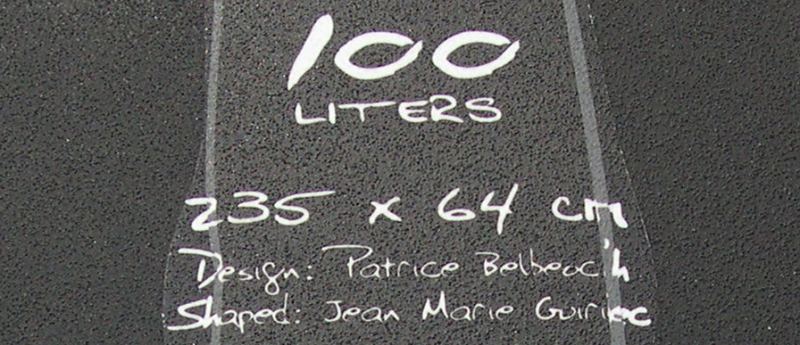 100
LITERS
235 x 64 cm
Design: Patrice Belbeoc'h
Shaped: Jean Marie Guiriec